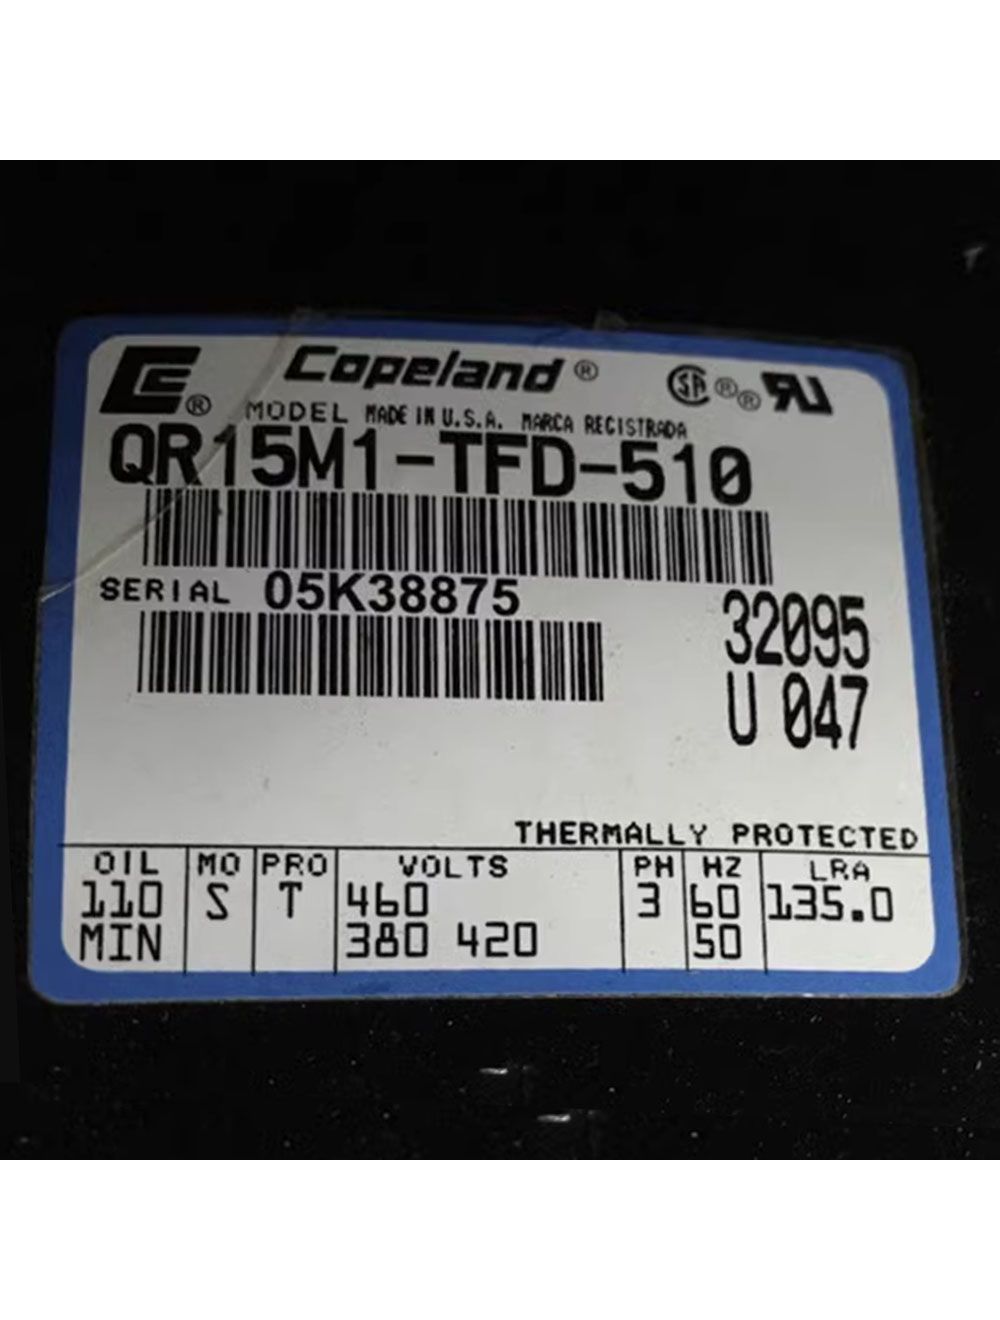 Copeland®
MODEL MADE IN U.S.A. MARCA REGISTRADA
QR15M1-TFD-510
SERIAL 05K38875
32095
U 047
THERMALLY PROTECTED
OIL MO PRO VOLTS PH HZ LRA
110 S T 460 3 60 135.0
MIN 380 420 50